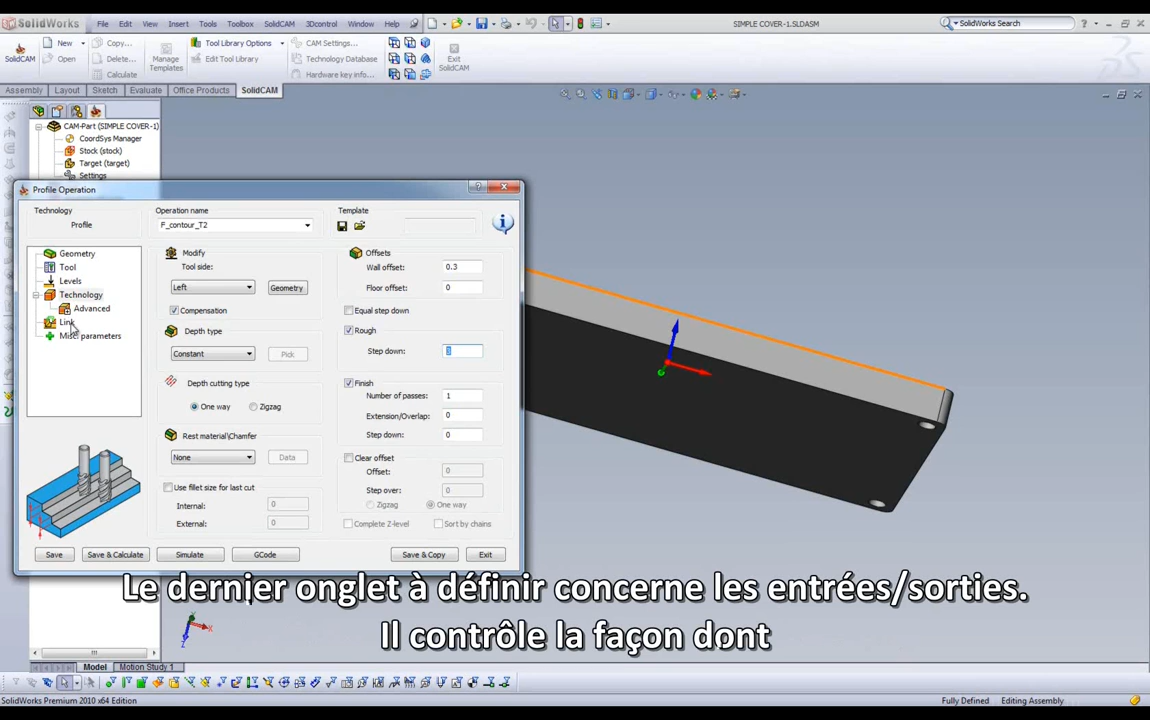 SolidWorks
File Edit View Insert Tools Toolbox SolidCAM 3Dcontrol Window Help
SIMPLE COVER-1.SLDASM
SolidWorks Search
SolidCAM
New
Open
Copy...
Delete...
Calculate
Manage Templates
Tool Library Options
Edit Tool Library
CAM Settings...
Technology Database
Hardware key info...
Exit SolidCAM
Assembly Layout Sketch Evaluate Office Products SolidCAM
CAM-Part (SIMPLE COVER-1)
CoordSys Manager
Stock (stock)
Target (target)
Settings
Profile Operation
Technology
Profile
Operation name
F_contour_T2
Template
Geometry
Tool
Levels
Technology
Advanced
Link
Misc parameters
Modify
Tool side:
Left
Geometry
Compensation
Depth type
Constant
Pick
Depth cutting type
One way
Zigzag
Rest material\Chamfer
None
Data
Use fillet size for last cut
Internal: 0
External: 0
Offsets
Wall offset: 0.3
Floor offset: 0
Equal step down
Rough
Step down:
Finish
Number of passes: 1
Extension/Overlap: 0
Step down: 0
Clear offset
Offset: 0
Step over: 0
Zigzag
One way
Complete Z-level
Sort by chains
Save
Save & Calculate
Simulate
GCode
Save & Copy
Exit
Le dernier onglet à définir concerne les entrées/sorties.
Il contrôle la façon dont
Model Motion Study 1
SolidWorks Premium 2010 x64 Edition
Fully Defined
Editing Assembly